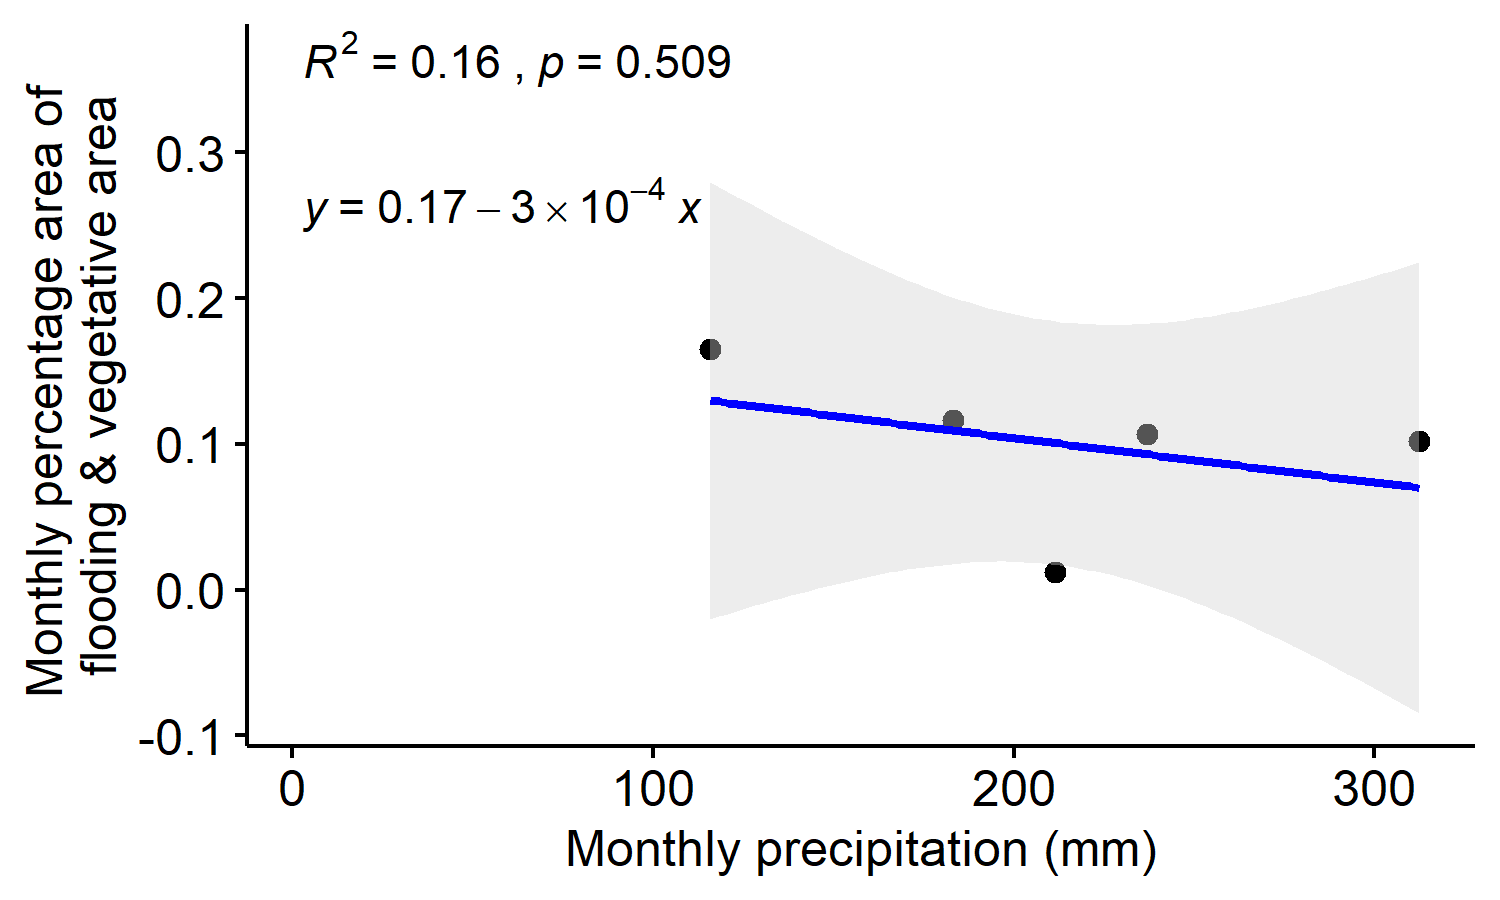 R² = 0.16 , p = 0.509
y = 0.17 − 3 × 10⁻⁴ x
Monthly percentage area of
flooding & vegetative area
0.3
0.2
0.1
0.0
-0.1
0 100 200 300
Monthly precipitation (mm)